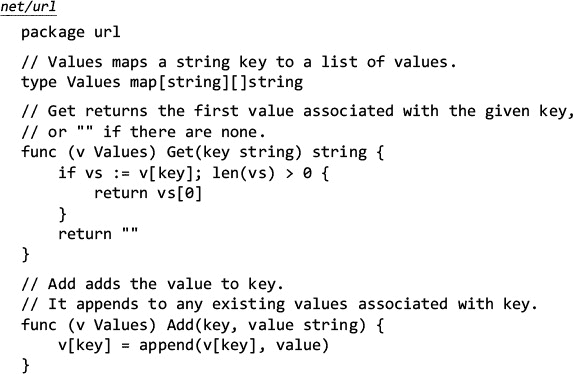 net/url
package url
// Values maps a string key to a list of values.
type Values map[string][]string
// Get returns the first value associated with the given key,
// or "" if there are none.
func (v Values) Get(key string) string {
    if vs := v[key]; len(vs) > 0 {
        return vs[0]
    }
    return ""
}
// Add adds the value to key.
// It appends to any existing values associated with key.
func (v Values) Add(key, value string) {
    v[key] = append(v[key], value)
}